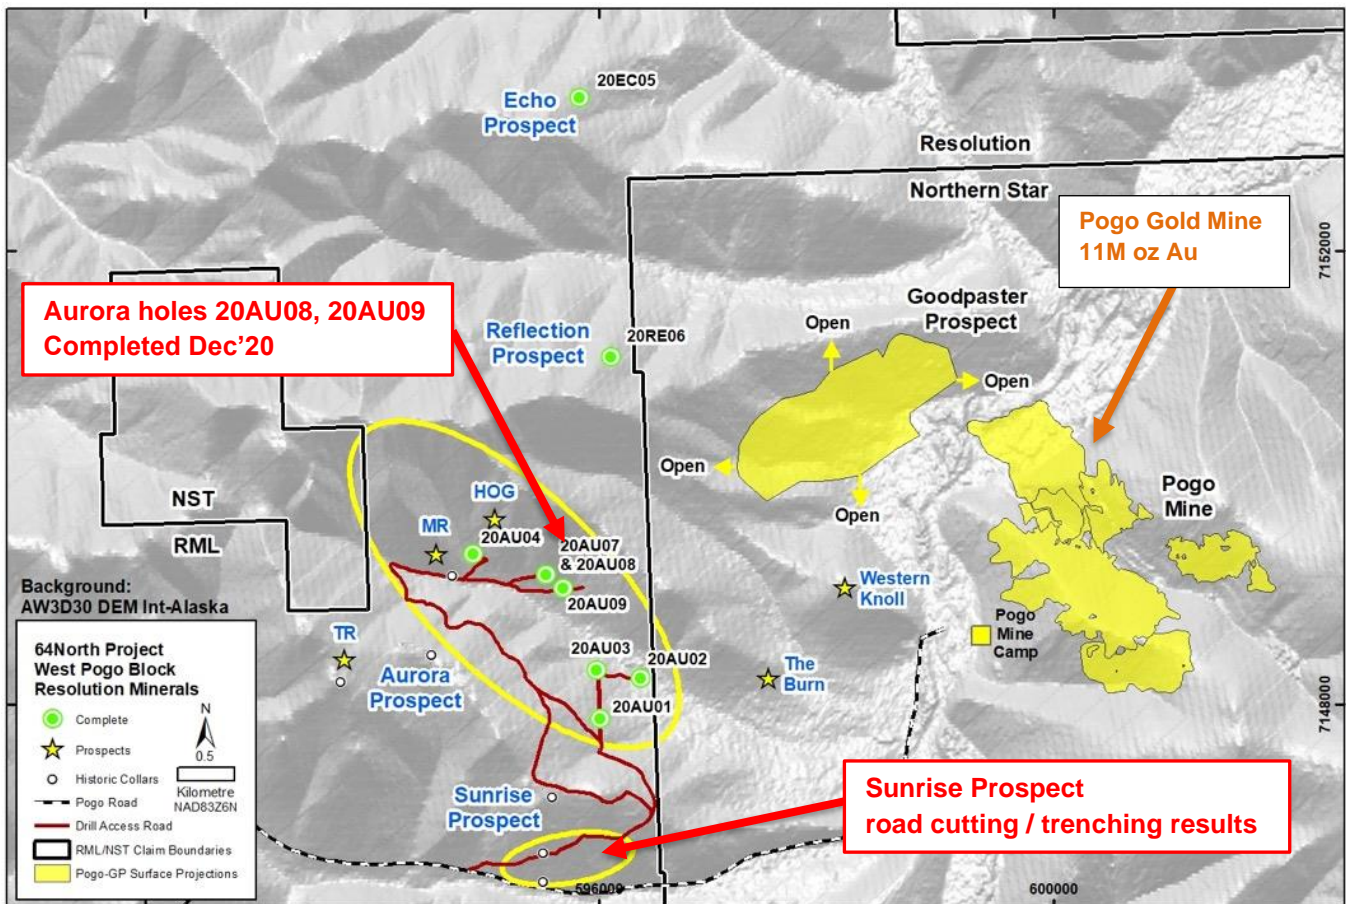 20EC05
Echo
Prospect
Resolution
Northern Star
Pogo Gold Mine
11M oz Au
7152000
Aurora holes 20AU08, 20AU09
Completed Dec'20
Reflection
Prospect
20RE06
Goodpaster
Prospect
Open
Open
Open
Open
Pogo
Mine
NST
RML
HOG
MR
20AU04
20AU07
& 20AU08
20AU09
Western
Knoll
Background:
AW3D30 DEM Int-Alaska
TR
Aurora
Prospect
20AU03
20AU02
20AU01
The
Burn
Pogo
Mine
Camp
7148000
64North Project
West Pogo Block
Resolution Minerals
Complete
Prospects
Historic Collars
Pogo Road
Drill Access Road
RML/NST Claim Boundaries
Pogo-GP Surface Projections
N
0.5
Kilometre
NAD83Z6N
Sunrise
Prospect
Sunrise Prospect
road cutting / trenching results
596000
600000